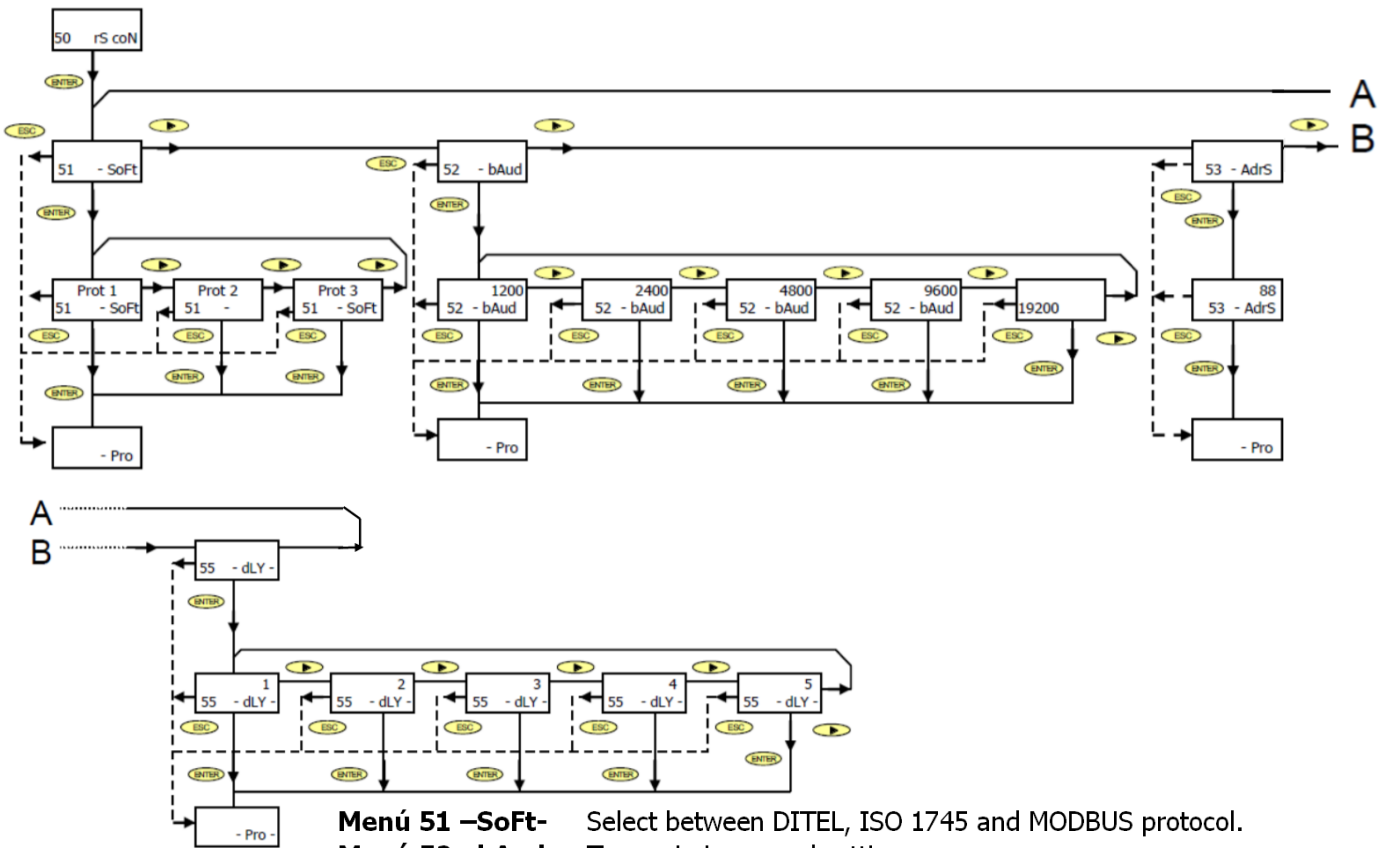 50 rS coN
ENTER
A
ESC
B
51 - SoFt
ESC
52 - bAud
53 - AdrS
ESC
ENTER
ENTER
ENTER
Prot 1
51 - SoFt
Prot 2
51 -
Prot 3
51 - SoFt
1200
52 - bAud
2400
52 - bAud
4800
52 - bAud
9600
52 - bAud
19200
88
53 - AdrS
ESC
ESC
ESC
ESC
ESC
ESC
ESC
ESC
ESC
ENTER
ENTER
ENTER
ENTER
ENTER
ENTER
ENTER
ENTER
ENTER
- Pro
- Pro
- Pro
A
B
55 - dLY -
ENTER
1
55 - dLY -
2
55 - dLY -
3
55 - dLY -
4
55 - dLY -
5
55 - dLY -
ESC
ESC
ESC
ESC
ESC
ENTER
ENTER
ENTER
ENTER
ENTER
- Pro -
Menú 51 –SoFt- Select between DITEL, ISO 1745 and MODBUS protocol.